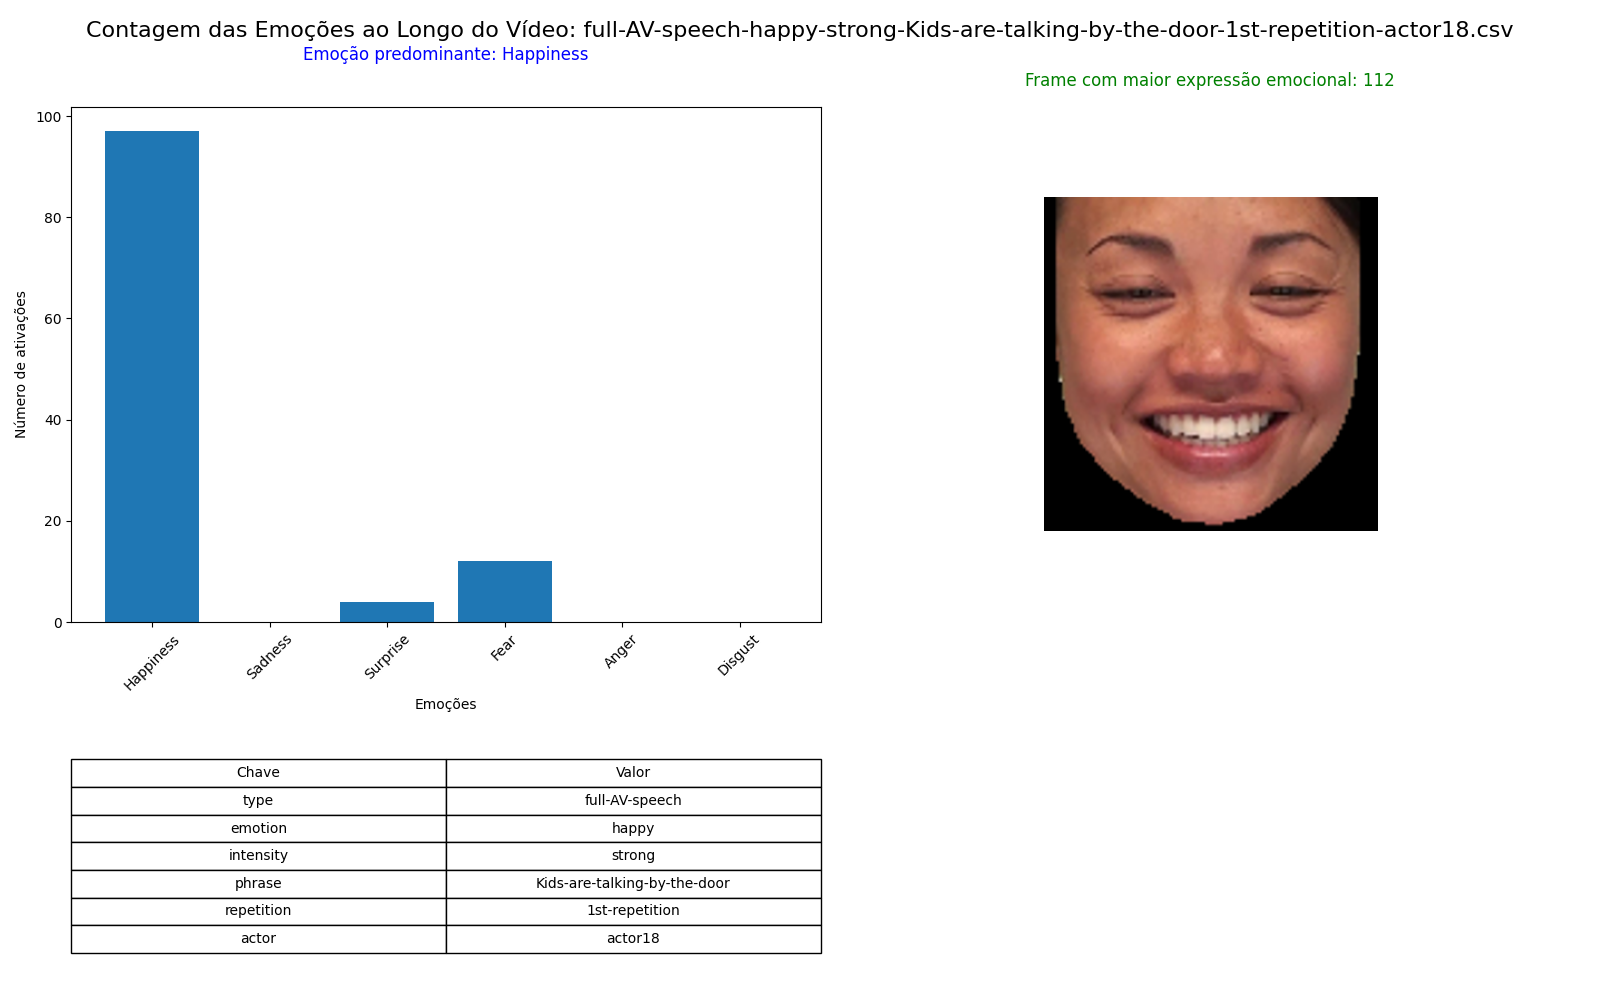 Contagem das Emoções ao Longo do Vídeo: full-AV-speech-happy-strong-Kids-are-talking-by-the-door-1st-repetition-actor18.csv
Emoção predominante: Happiness
Frame com maior expressão emocional: 112
100
80
60
40
20
0
Número de ativações
Happiness
Sadness
Surprise
Fear
Anger
Disgust
Emoções
Chave Valor
type full-AV-speech
emotion happy
intensity strong
phrase Kids-are-talking-by-the-door
repetition 1st-repetition
actor actor18